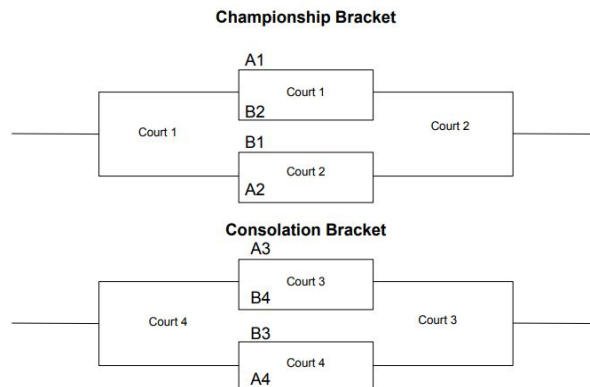 Championship Bracket
A1
Court 1
B2
Court 1
Court 2
B1
Court 2
A2
Consolation Bracket
A3
Court 3
B4
Court 4
Court 3
B3
Court 4
A4